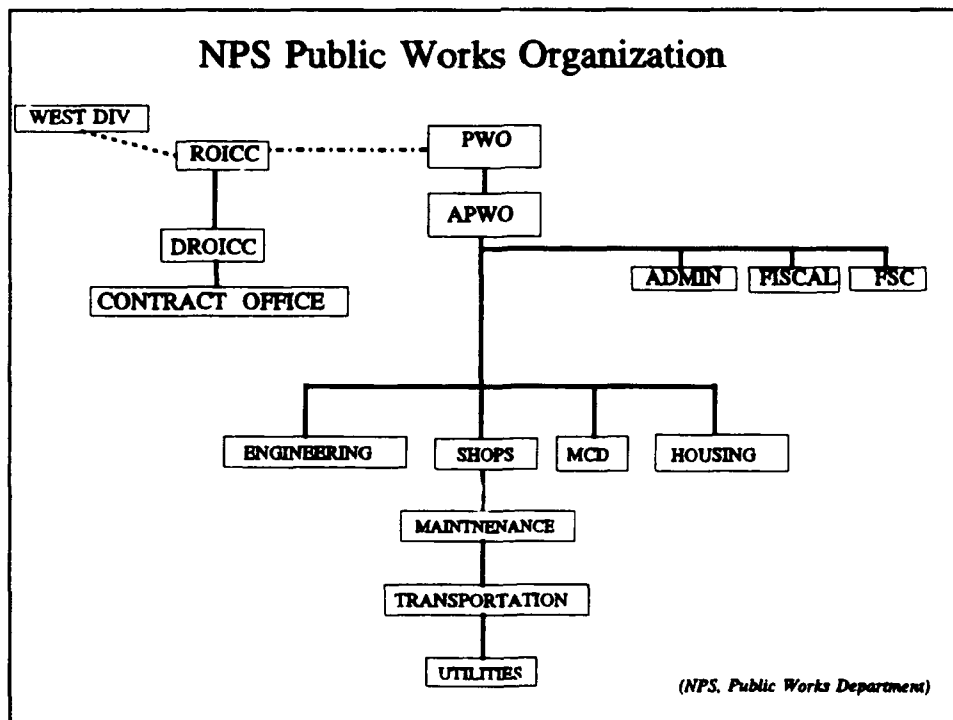 NPS Public Works Organization
WEST DIV
ROICC
PWO
APWO
DROICC
CONTRACT OFFICE
ADMIN
FISCAL
FSC
ENGINEERING
SHOPS
MCD
HOUSING
MAINTNENANCE
TRANSPORTATION
UTILITIES
(NPS, Public Works Department)